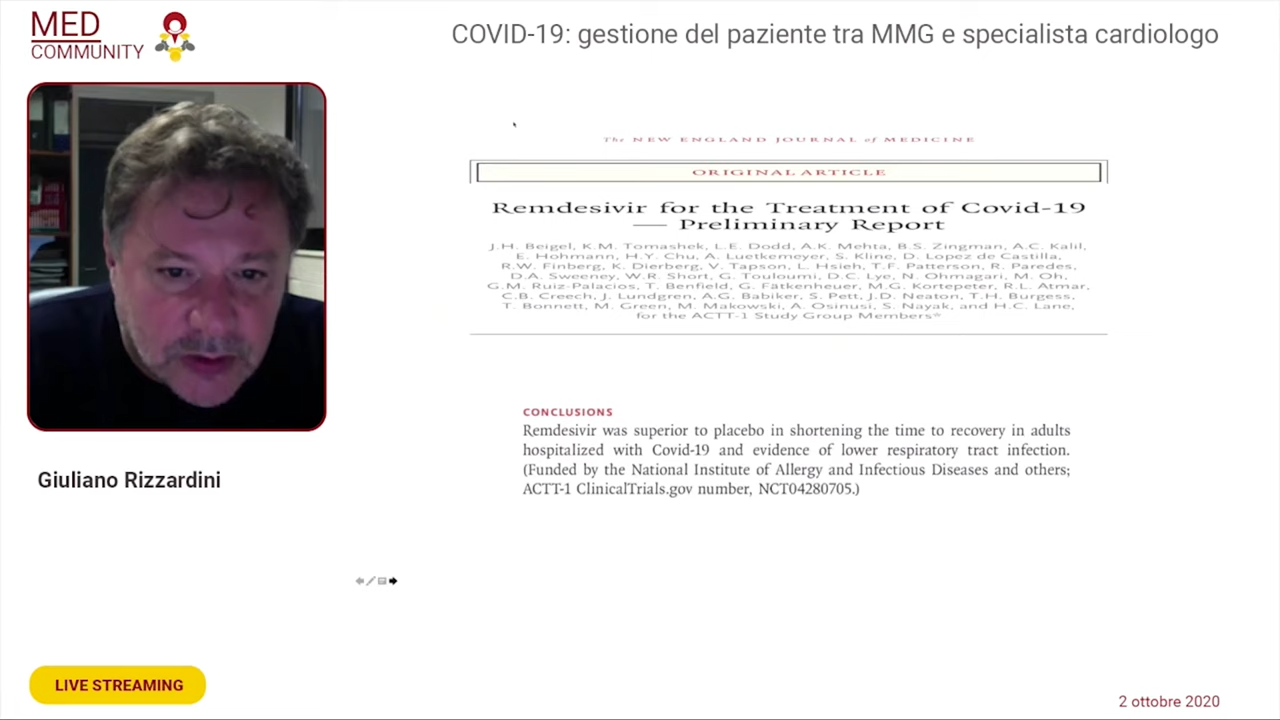 MED
COMMUNITY
COVID-19: gestione del paziente tra MMG e specialista cardiologo
The NEW ENGLAND JOURNAL of MEDICINE
ORIGINAL ARTICLE
Remdesivir for the Treatment of Covid-19
— Preliminary Report
J.H. Beigel, K.M. Tomashek, L.E. Dodd, A.K. Mehta, B.S. Zingman, A.C. Kalil,
E. Hohmann, H.Y. Chu, A. Luetkemeyer, S. Kline, D. Lopez de Castilla,
R.W. Finberg, K. Dierberg, V. Tapson, L. Hsieh, T.F. Patterson, R. Paredes,
D.A. Sweeney, W.R. Short, G. Touloumi, D.C. Lye, N. Ohmagari, M. Oh,
G.M. Ruiz-Palacios, T. Benfield, G. Fätkenheuer, M.G. Kortepeter, R.L. Atmar,
C.B. Creech, J. Lundgren, A.G. Babiker, S. Pett, J.D. Neaton, T.H. Burgess,
T. Bonnett, M. Green, M. Makowski, A. Osinusi, S. Nayak, and H.C. Lane,
for the ACTT-1 Study Group Members*
CONCLUSIONS
Remdesivir was superior to placebo in shortening the time to recovery in adults
hospitalized with Covid-19 and evidence of lower respiratory tract infection.
(Funded by the National Institute of Allergy and Infectious Diseases and others;
ACTT-1 ClinicalTrials.gov number, NCT04280705.)
Giuliano Rizzardini
LIVE STREAMING
2 ottobre 2020